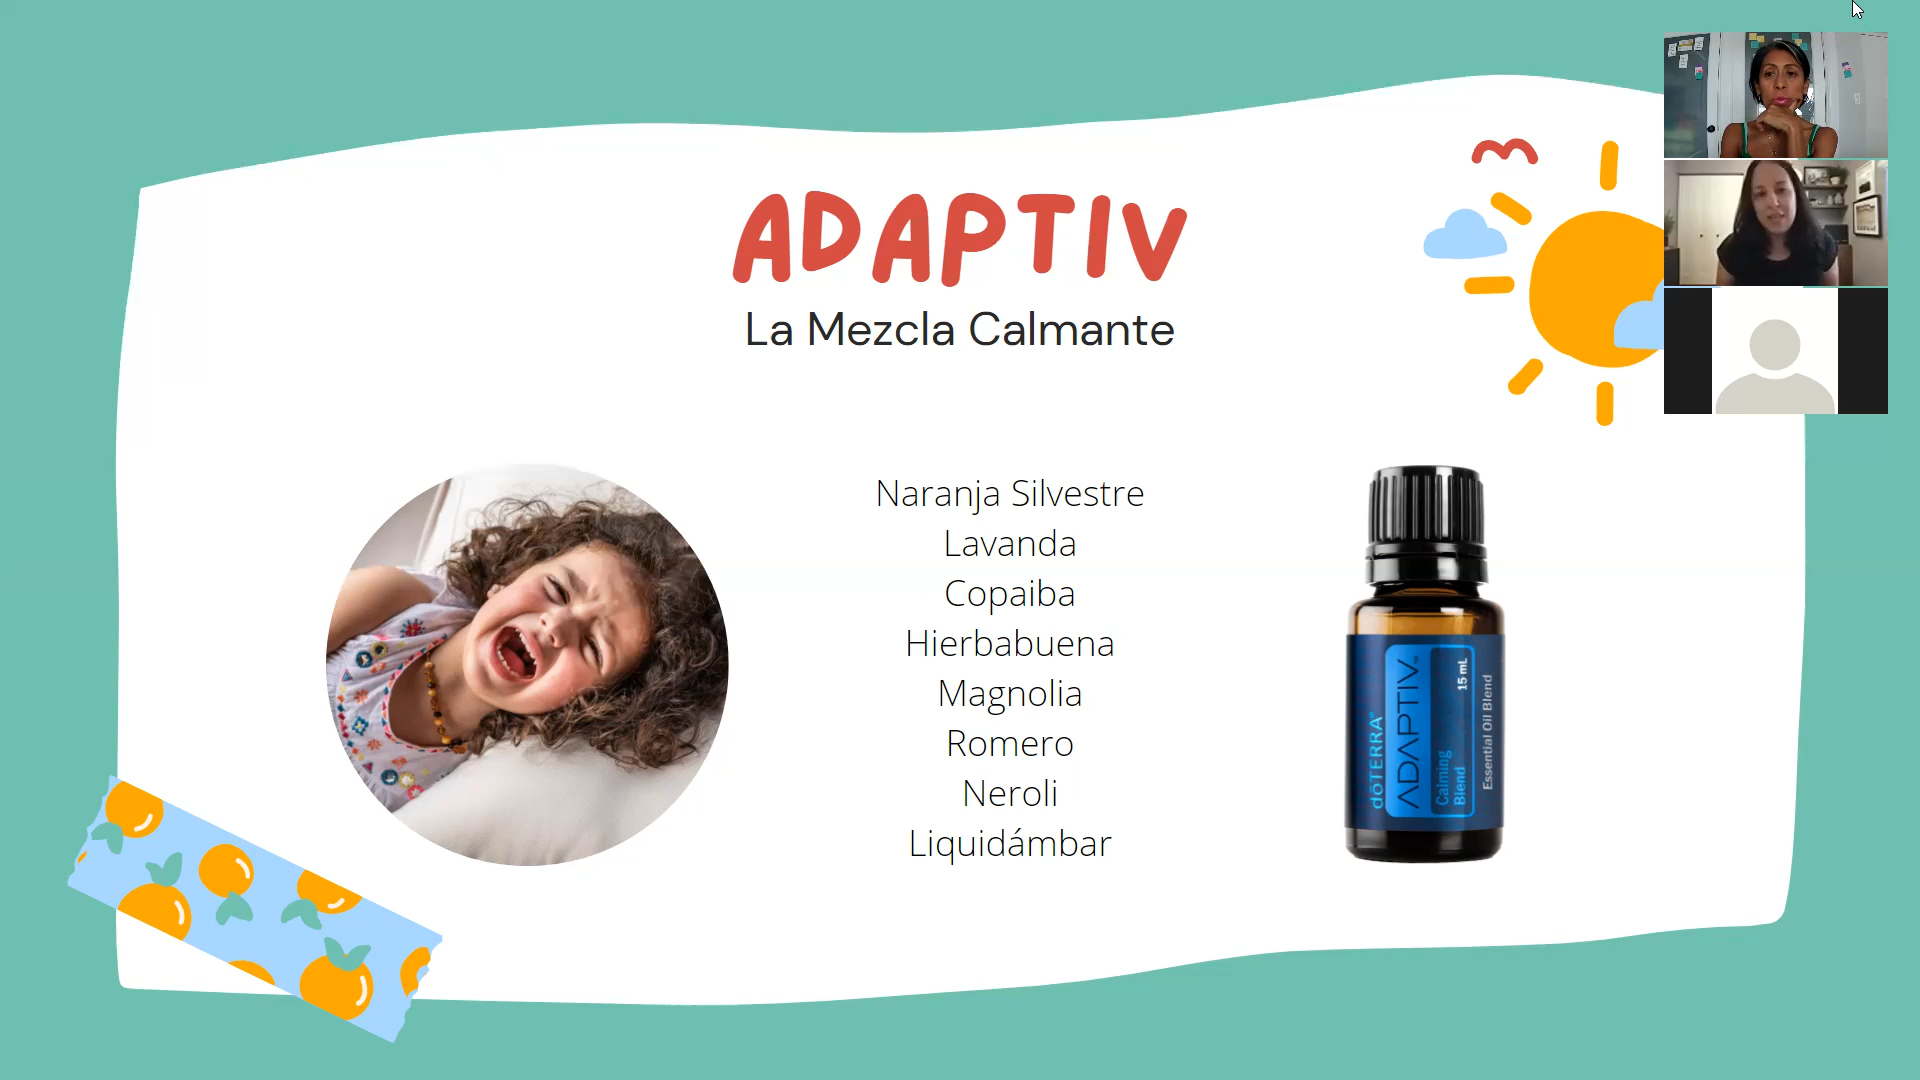 ADAPTIV
La Mezcla Calmante
Naranja Silvestre
Lavanda
Copaiba
Hierbabuena
Magnolia
Romero
Neroli
Liquidámbar
dōTERRA
ADAPTIV
Calming
Blend
15 mL
Essential Oil Blend